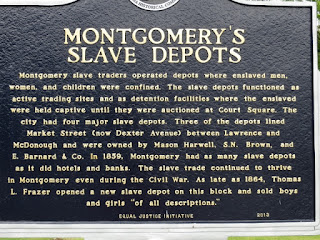 HISTORICAL
MONTGOMERY'S
SLAVE DEPOTS
Montgomery slave traders operated depots where enslaved men,
women, and children were confined. The slave depots functioned as
active trading sites and as detention facilities where the enslaved
were held captive until they were auctioned at Court Square. The
city had four major slave depots. Three of the depots lined
Market Street (now Dexter Avenue) between Lawrence and
McDonough and were owned by Mason Harwell, S.N. Brown, and
E. Barnard & Co. In 1859, Montgomery had as many slave depots
as it did hotels and banks. The slave trade continued to thrive
in Montgomery even during the Civil War. As late as 1864, Thomas
L. Frazer opened a new slave depot on this block and sold boys
and girls "of all descriptions."
EQUAL JUSTICE INITIATIVE 2013